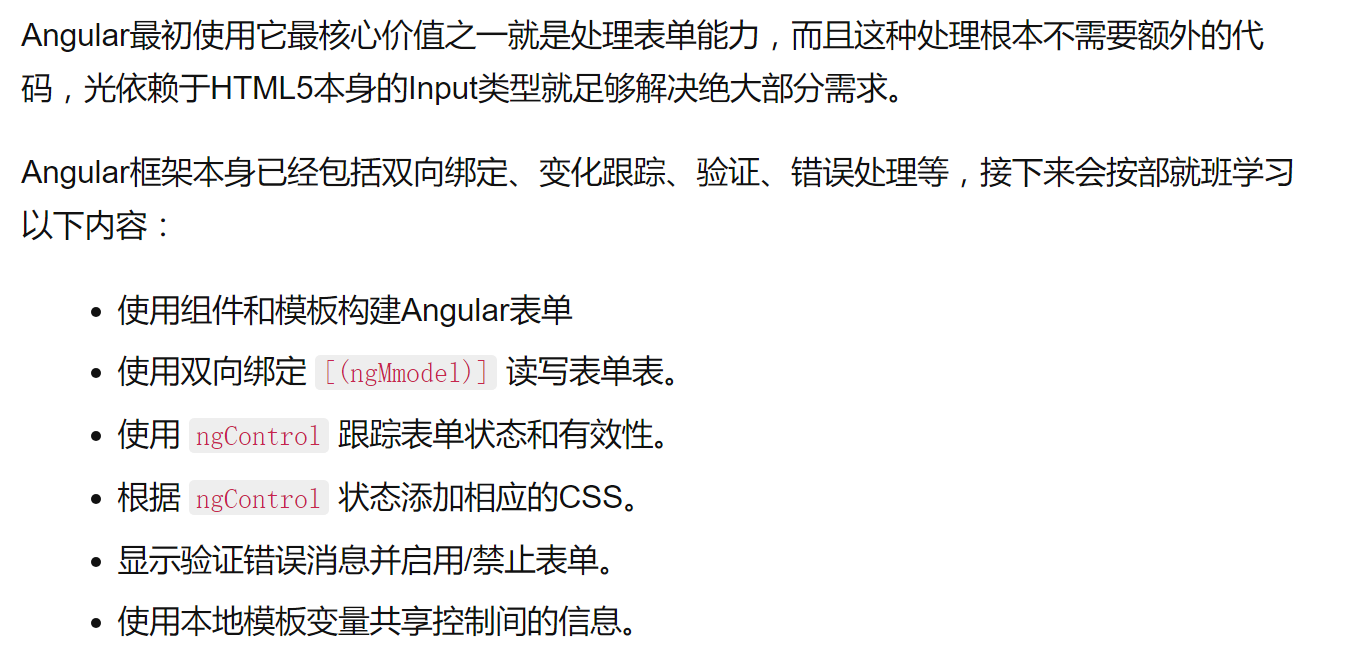 Angular最初使用它最核心价值之一就是处理表单能力，而且这种处理根本不需要额外的代
码，光依赖于HTML5本身的Input类型就足够解决绝大部分需求。
Angular框架本身已经包括双向绑定、变化跟踪、验证、错误处理等，接下来会按部就班学习
以下内容：
• 使用组件和模板构建Angular表单
• 使用双向绑定 [(ngMmodel)] 读写表单表。
• 使用 ngControl 跟踪表单状态和有效性。
• 根据 ngControl 状态添加相应的CSS。
• 显示验证错误消息并启用/禁止表单。
• 使用本地模板变量共享控制间的信息。